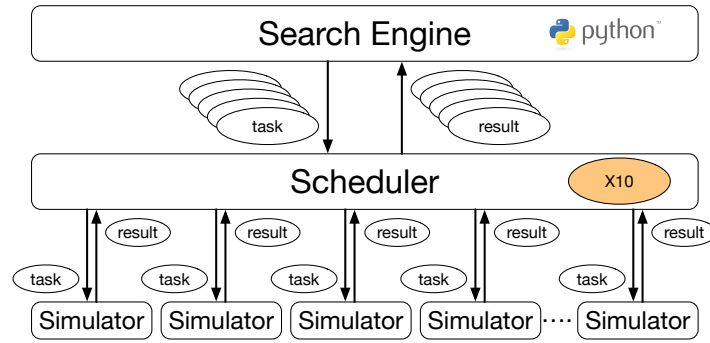 Search Engine
python™
task
result
Scheduler
X10
result
result
result
result
result
task
task
task
task
task
Simulator
Simulator
Simulator
Simulator
....
Simulator